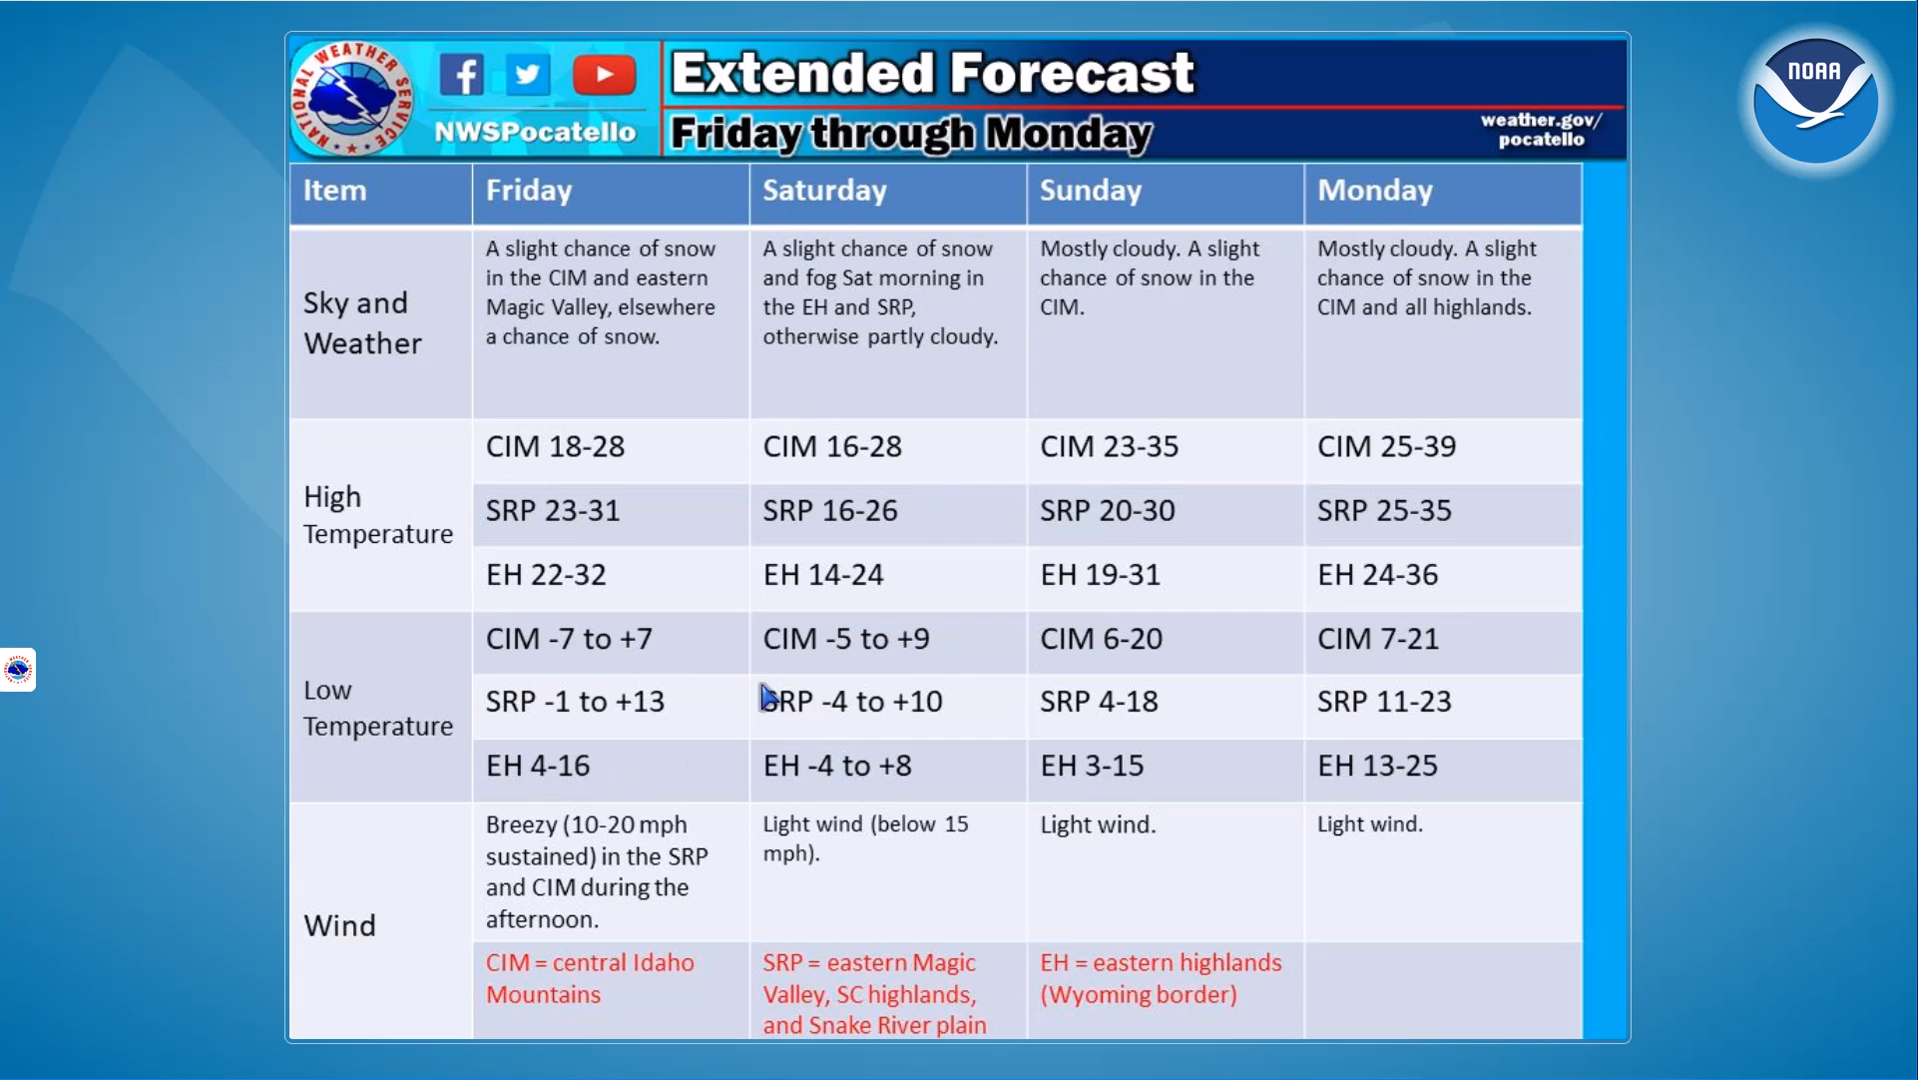 NATIONAL WEATHER SERVICE
NWSPocatello
Extended Forecast
Friday through Monday
weather.gov/
pocatello
NOAA
Item
Friday
Saturday
Sunday
Monday
Sky and
Weather
A slight chance of snow
in the CIM and eastern
Magic Valley, elsewhere
a chance of snow.
A slight chance of snow
and fog Sat morning in
the EH and SRP,
otherwise partly cloudy.
Mostly cloudy. A slight
chance of snow in the
CIM.
Mostly cloudy. A slight
chance of snow in the
CIM and all highlands.
High
Temperature
CIM 18-28
CIM 16-28
CIM 23-35
CIM 25-39
SRP 23-31
SRP 16-26
SRP 20-30
SRP 25-35
EH 22-32
EH 14-24
EH 19-31
EH 24-36
Low
Temperature
CIM -7 to +7
CIM -5 to +9
CIM 6-20
CIM 7-21
SRP -1 to +13
SRP -4 to +10
SRP 4-18
SRP 11-23
EH 4-16
EH -4 to +8
EH 3-15
EH 13-25
Wind
Breezy (10-20 mph
sustained) in the SRP
and CIM during the
afternoon.
Light wind (below 15
mph).
Light wind.
Light wind.
CIM = central Idaho
Mountains
SRP = eastern Magic
Valley, SC highlands,
and Snake River plain
EH = eastern highlands
(Wyoming border)